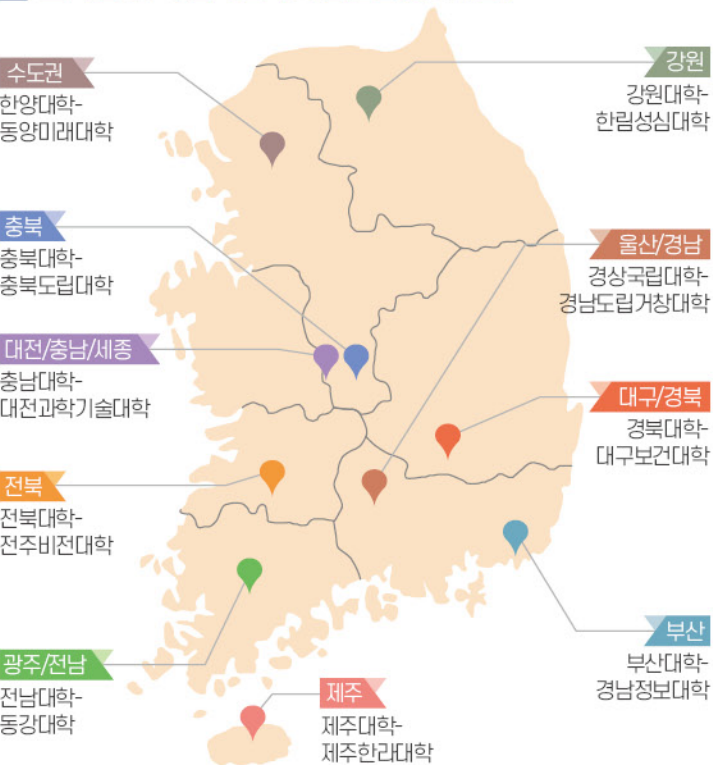 수도권
한양대학-
동양미래대학
강원
강원대학-
한림성심대학
충북
충북대학-
충북도립대학
울산/경남
경상국립대학-
경남도립거창대학
대전/충남/세종
충남대학-
대전과학기술대학
대구/경북
경북대학-
대구보건대학
전북
전북대학-
전주비전대학
부산
부산대학-
경남정보대학
광주/전남
전남대학-
동강대학
제주
제주대학-
제주한라대학